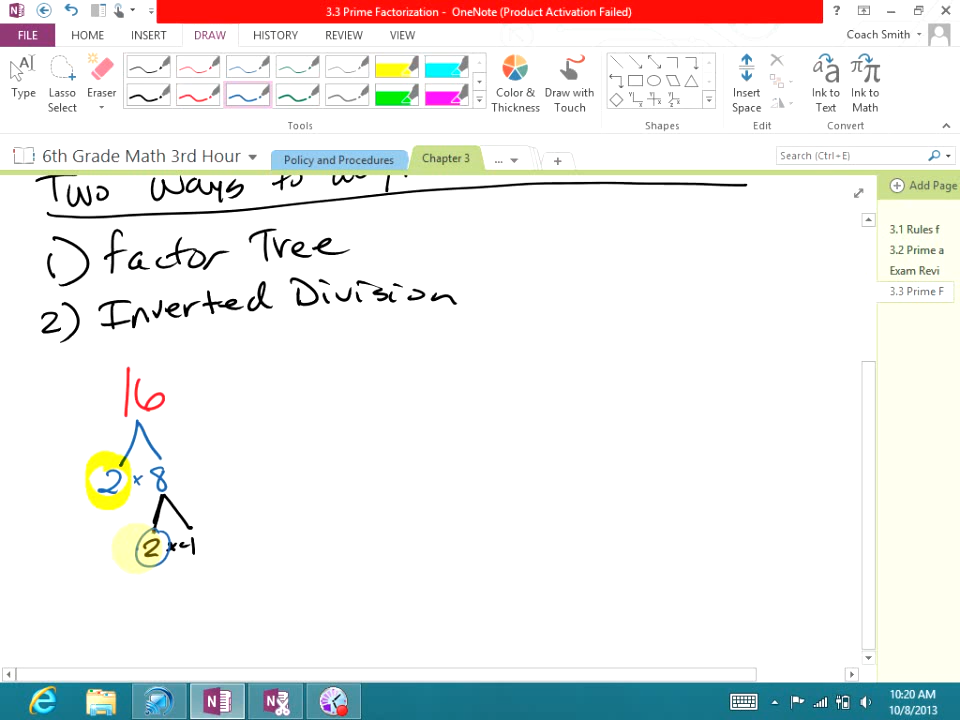 3.3 Prime Factorization - OneNote (Product Activation Failed)
FILE HOME INSERT DRAW HISTORY REVIEW VIEW Coach Smith
Type Lasso Select Eraser Color & Thickness Draw with Touch Insert Space Ink to Text Ink to Math
Tools Shapes Edit Convert
6th Grade Math 3rd Hour Policy and Procedures Chapter 3 ... Search (Ctrl+E)
Add Page
3.1 Rules f
3.2 Prime a
Exam Revi
3.3 Prime F
Two Ways to
1) Factor Tree
2) Inverted Division
16
2 × 8
2 × 4
10:20 AM
10/8/2013